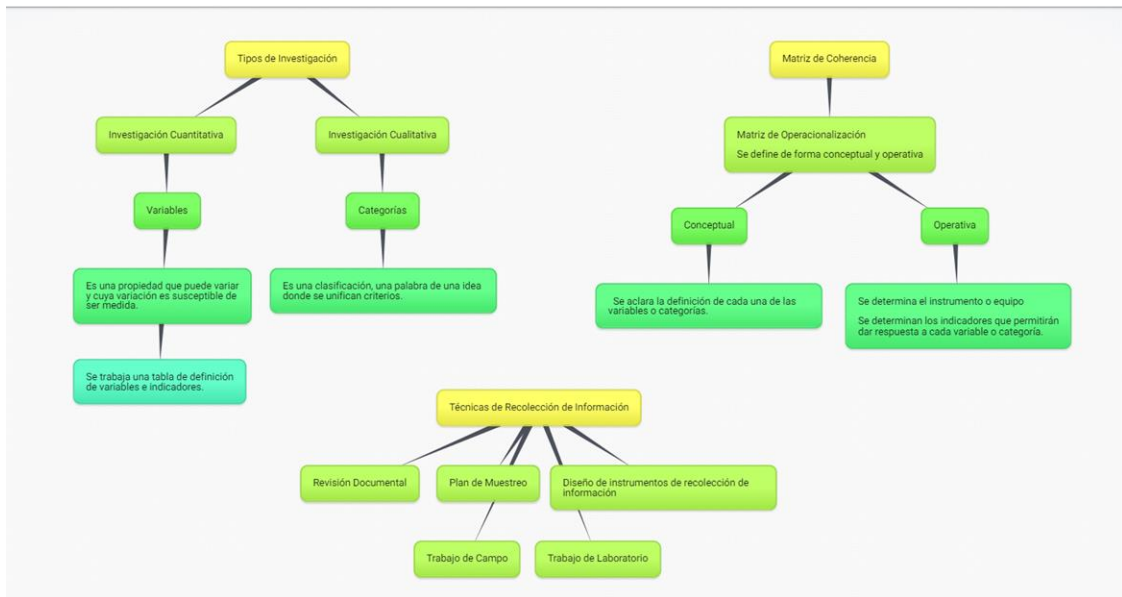 Tipos de Investigación
Investigación Cuantitativa
Investigación Cualitativa
Variables
Categorías
Es una propiedad que puede variar
y cuya variación es susceptible de
ser medida.
Es una clasificación, una palabra de una idea
donde se unifican criterios.
Se trabaja una tabla de definición
de variables e indicadores.
Matriz de Coherencia
Matriz de Operacionalización
Se define de forma conceptual y operativa
Conceptual
Operativa
Se aclara la definición de cada una de las
variables o categorías.
Se determina el instrumento o equipo
Se determinan los indicadores que permitirán
dar respuesta a cada variable o categoría.
Técnicas de Recolección de Información
Revisión Documental
Plan de Muestreo
Diseño de instrumentos de recolección de
información
Trabajo de Campo
Trabajo de Laboratorio